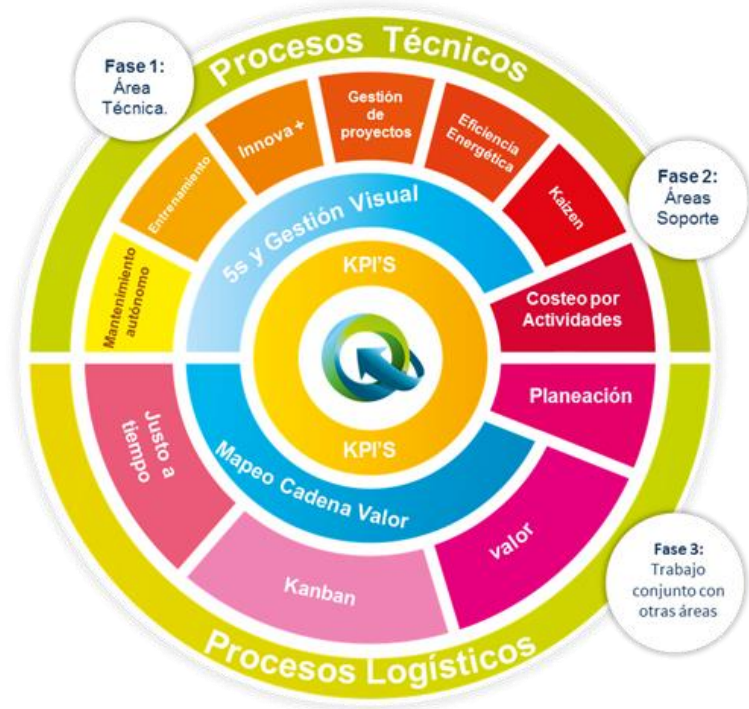 Procesos Técnicos
Fase 1:
Área
Técnica.
Fase 2:
Áreas
Soporte
Mantenimiento
autónomo
Entrenamiento
Innova+
Gestión
de
proyectos
Eficiencia
Energética
Kaizen
Costeo por
Actividades
5s y Gestión Visual
KPI'S
KPI'S
Mapeo Cadena Valor
Planeación
Justo a
tiempo
Kanban
valor
Fase 3:
Trabajo
conjunto con
otras áreas
Procesos Logísticos